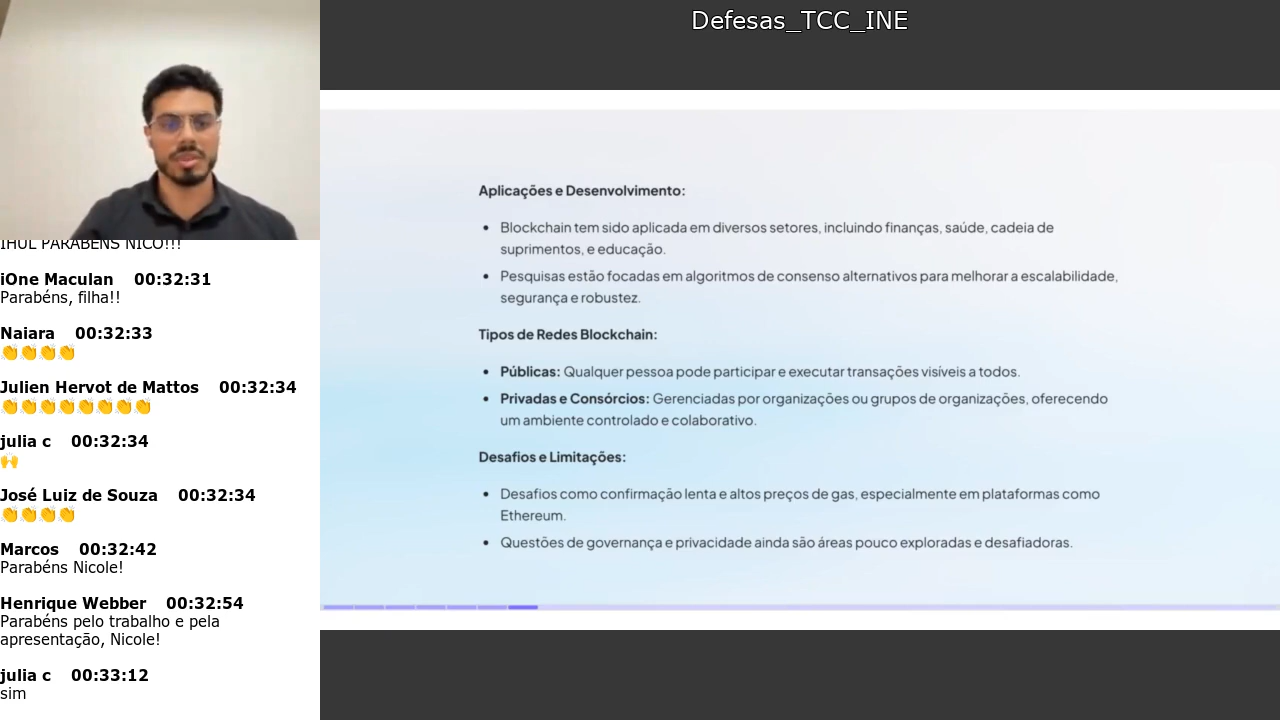 Defesas_TCC_INE
IHUL PARABENS NICO!!!
iOne Maculan 00:32:31
Parabéns, filha!!
Naiara 00:32:33
👏👏👏👏
Julien Hervot de Mattos 00:32:34
👏👏👏👏👏👏👏👏
julia c 00:32:34
🙌
José Luiz de Souza 00:32:34
👏👏👏👏
Marcos 00:32:42
Parabéns Nicole!
Henrique Webber 00:32:54
Parabéns pelo trabalho e pela
apresentação, Nicole!
julia c 00:33:12
sim
Aplicações e Desenvolvimento:
• Blockchain tem sido aplicada em diversos setores, incluindo finanças, saúde, cadeia de
suprimentos, e educação.
• Pesquisas estão focadas em algoritmos de consenso alternativos para melhorar a escalabilidade,
segurança e robustez.
Tipos de Redes Blockchain:
• Públicas: Qualquer pessoa pode participar e executar transações visíveis a todos.
• Privadas e Consórcios: Gerenciadas por organizações ou grupos de organizações, oferecendo
um ambiente controlado e colaborativo.
Desafios e Limitações:
• Desafios como confirmação lenta e altos preços de gas, especialmente em plataformas como
Ethereum.
• Questões de governança e privacidade ainda são áreas pouco exploradas e desafiadoras.